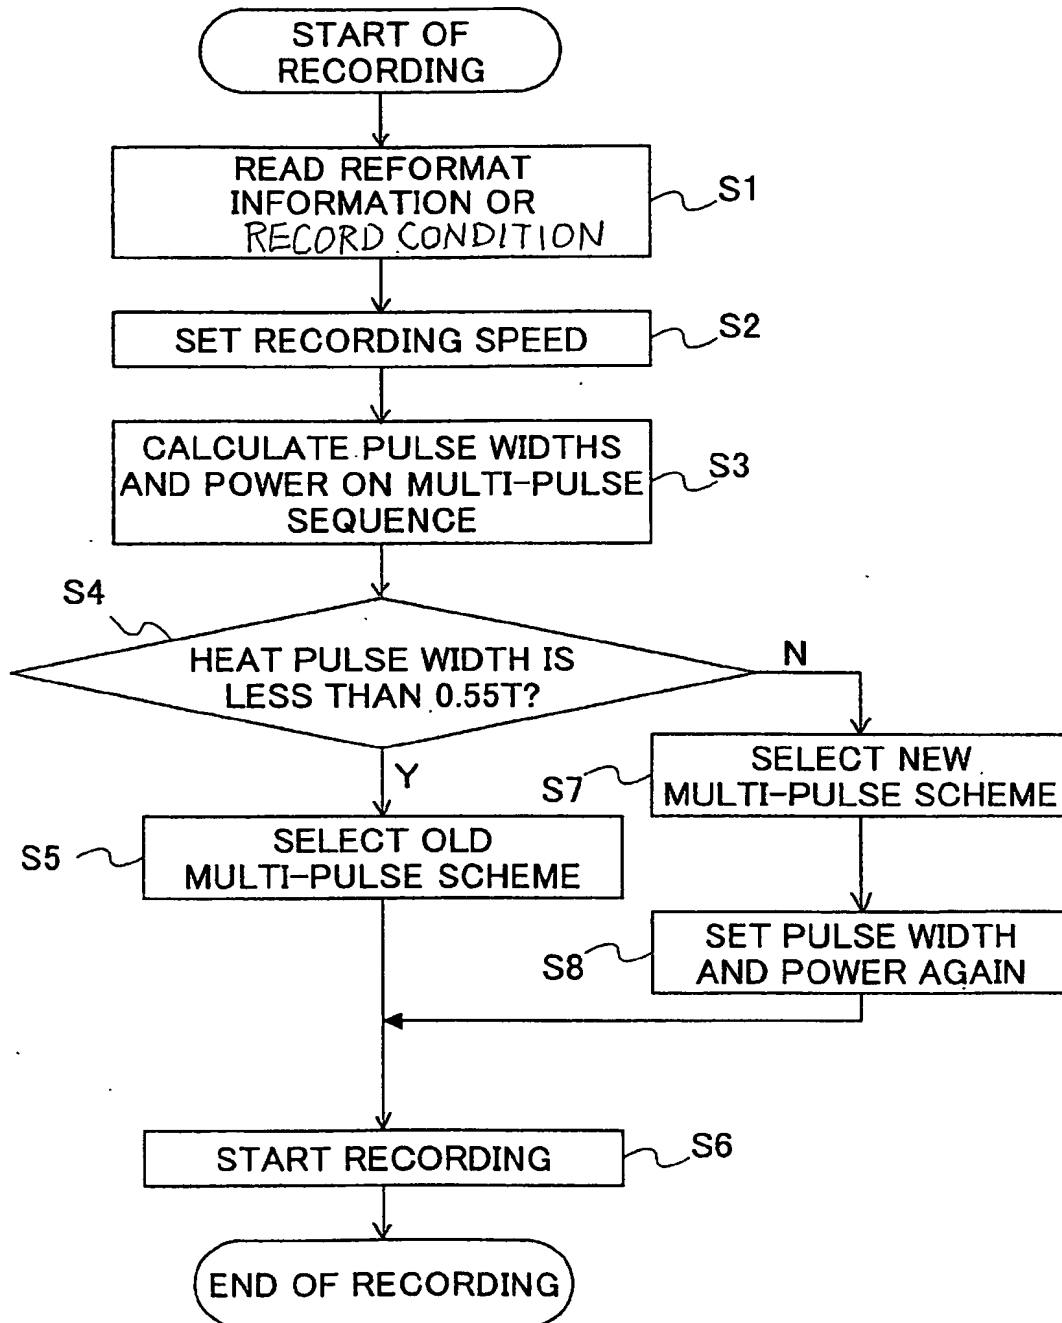 START OF
RECORDING
READ REFORMAT
INFORMATION OR
RECORD CONDITION
S1
SET RECORDING SPEED
S2
CALCULATE PULSE WIDTHS
AND POWER ON MULTI-PULSE
SEQUENCE
S3
S4
HEAT PULSE WIDTH IS
LESS THAN 0.55T?
N
Y
S7
SELECT NEW
MULTI-PULSE SCHEME
S5
SELECT OLD
MULTI-PULSE SCHEME
S8
SET PULSE WIDTH
AND POWER AGAIN
START RECORDING
S6
END OF RECORDING